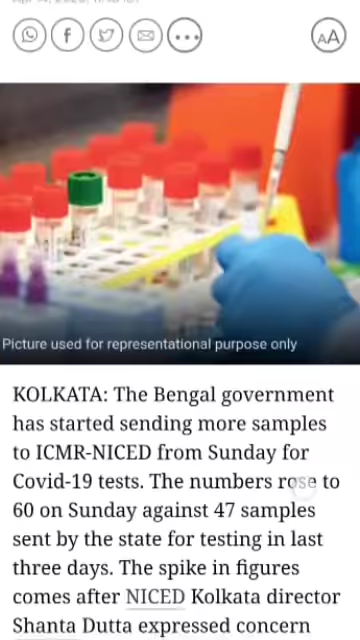 AA
Picture used for representational purpose only
KOLKATA: The Bengal government
has started sending more samples
to ICMR-NICED from Sunday for
Covid-19 tests. The numbers rose to
60 on Sunday against 47 samples
sent by the state for testing in last
three days. The spike in figures
comes after NICED Kolkata director
Shanta Dutta expressed concern